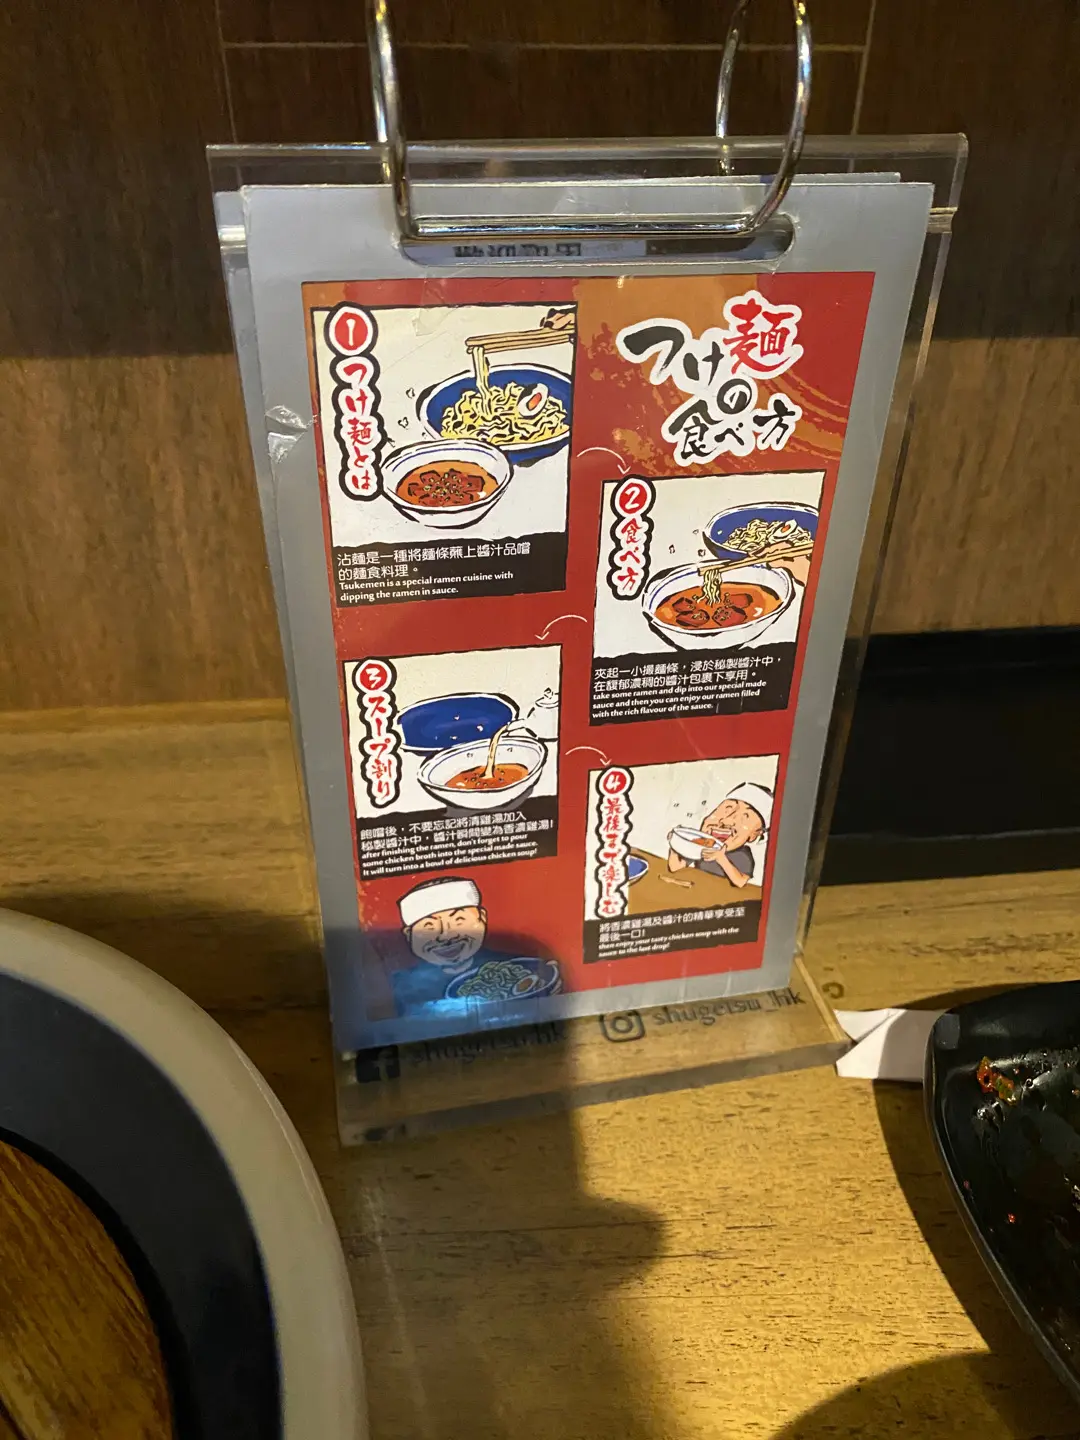 つけ麺
の
食べ方
1
つけ麺とは
沾麵是一種將麵條蘸上醬汁品嚐
的麵食料理。
Tsukemen is a special ramen cuisine with
dipping the ramen in sauce.
2
食べ方
夾起一小撮麵條，浸於秘製醬汁中，
在馥郁濃稠的醬汁包裹下享用。
take some ramen and dip into our special made
sauce and then you can enjoy our ramen filled
with the rich flavour of the sauce.
3
スープ割り
飽嚐後，不要忘記將清雞湯加入
秘製醬汁中，醬汁瞬間變為香濃雞湯!
after finishing the ramen, don't forget to pour
some chicken broth into the special made sauce.
It will turn into a bowl of delicious chicken soup!
4
最後まで楽しむ
將香濃雞湯及醬汁的精華享受至
最後一口!
then enjoy your tasty chicken soup with the
sauce to the last drop!
shugetsu.hk
shugetsu_hk